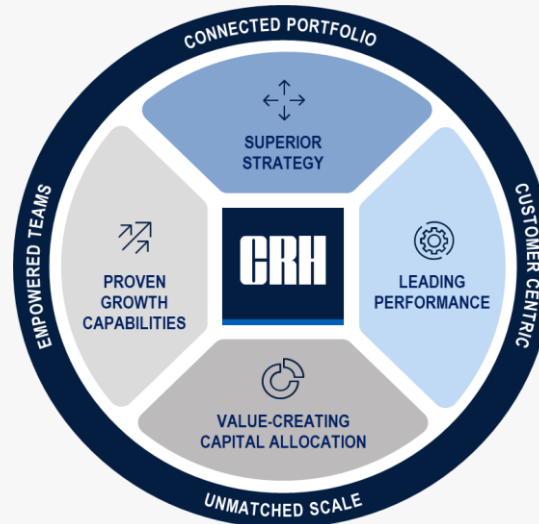 CONNECTED PORTFOLIO
SUPERIOR
STRATEGY
EMPOWERED TEAMS
PROVEN
GROWTH
CAPABILITIES
CRH
LEADING
PERFORMANCE
CUSTOMER CENTRIC
VALUE-CREATING
CAPITAL ALLOCATION
UNMATCHED SCALE